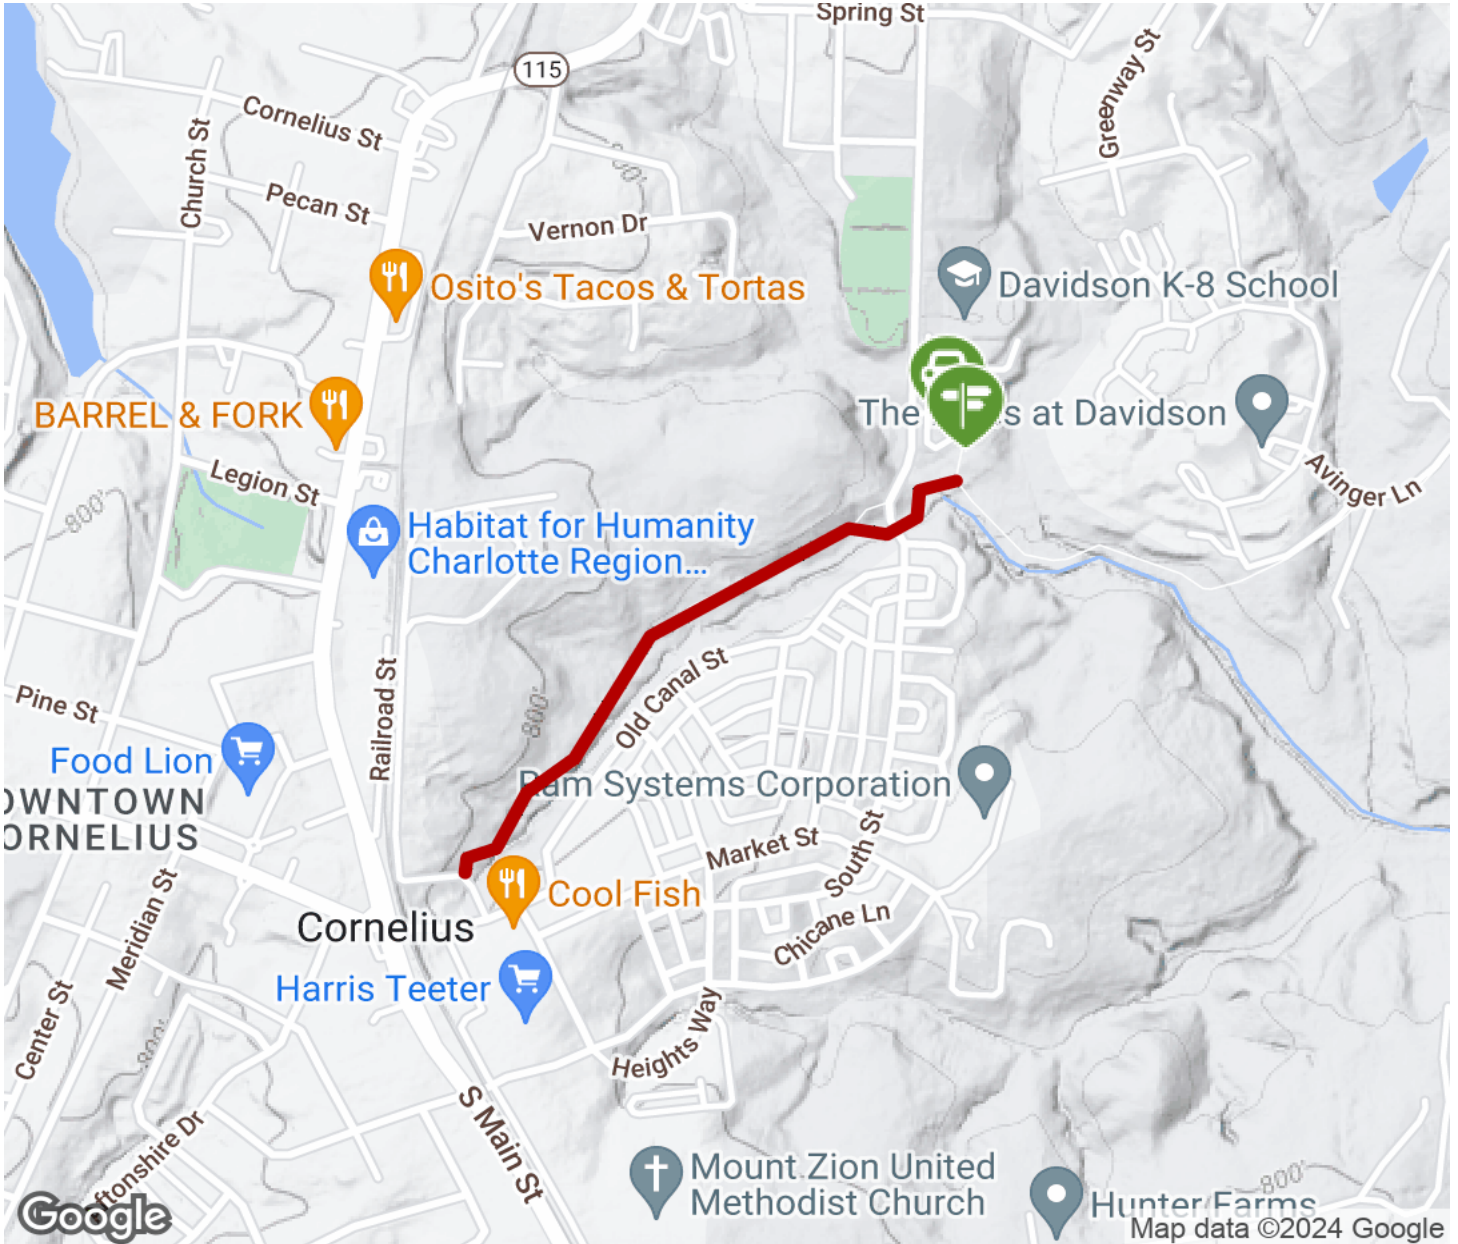 Spring St
115
Greenway St
Cornelius St
Church St
Pecan St
Vernon Dr
Osito's Tacos & Tortas
Davidson K-8 School
BARREL & FORK
The
s at Davidson
Legion St
Avinger Ln
800'
Habitat for Humanity
Charlotte Region...
Railroad St
Old Canal St
800'
Pine St
Food Lion
OWNTOWN
ORNELIUS
Ram Systems Corporation
Market St
South St
Meridian St
Cool Fish
Cornelius
Chicane Ln
Harris Teeter
Center St
800'
Heights Way
S Main St
ftonshire Dr
Mount Zion United
Methodist Church
800'
Hunter Farms
Google
Map data ©2024 Google